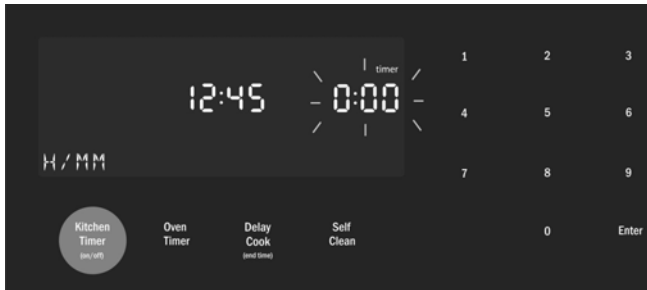 timer
12:45 0:00
H/MM
1 2 3
4 5 6
7 8 9
0 Enter
Kitchen Timer (on/off)
Oven Timer
Delay Cook (end time)
Self Clean